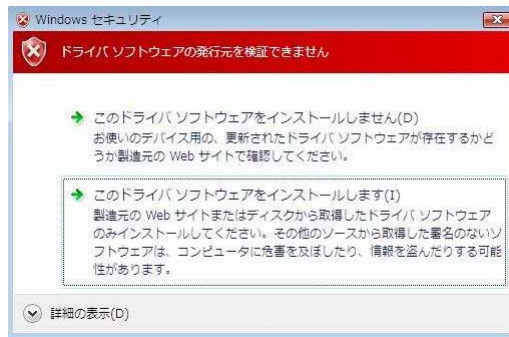 Windows セキュリティ
ドライバ ソフトウェアの発行元を検証できません
このドライバ ソフトウェアをインストールしません(D)
お使いのデバイス用の、更新されたドライバ ソフトウェアが存在するかど
うか製造元の Web サイトで確認してください。
このドライバ ソフトウェアをインストールします(I)
製造元の Web サイトまたはディスクから取得したドライバ ソフトウェア
のみインストールしてください。その他のソースから取得した署名のないソ
フトウェアは、コンピュータに危害を及ぼしたり、情報を盗んだりする可能
性があります。
詳細の表示(D)